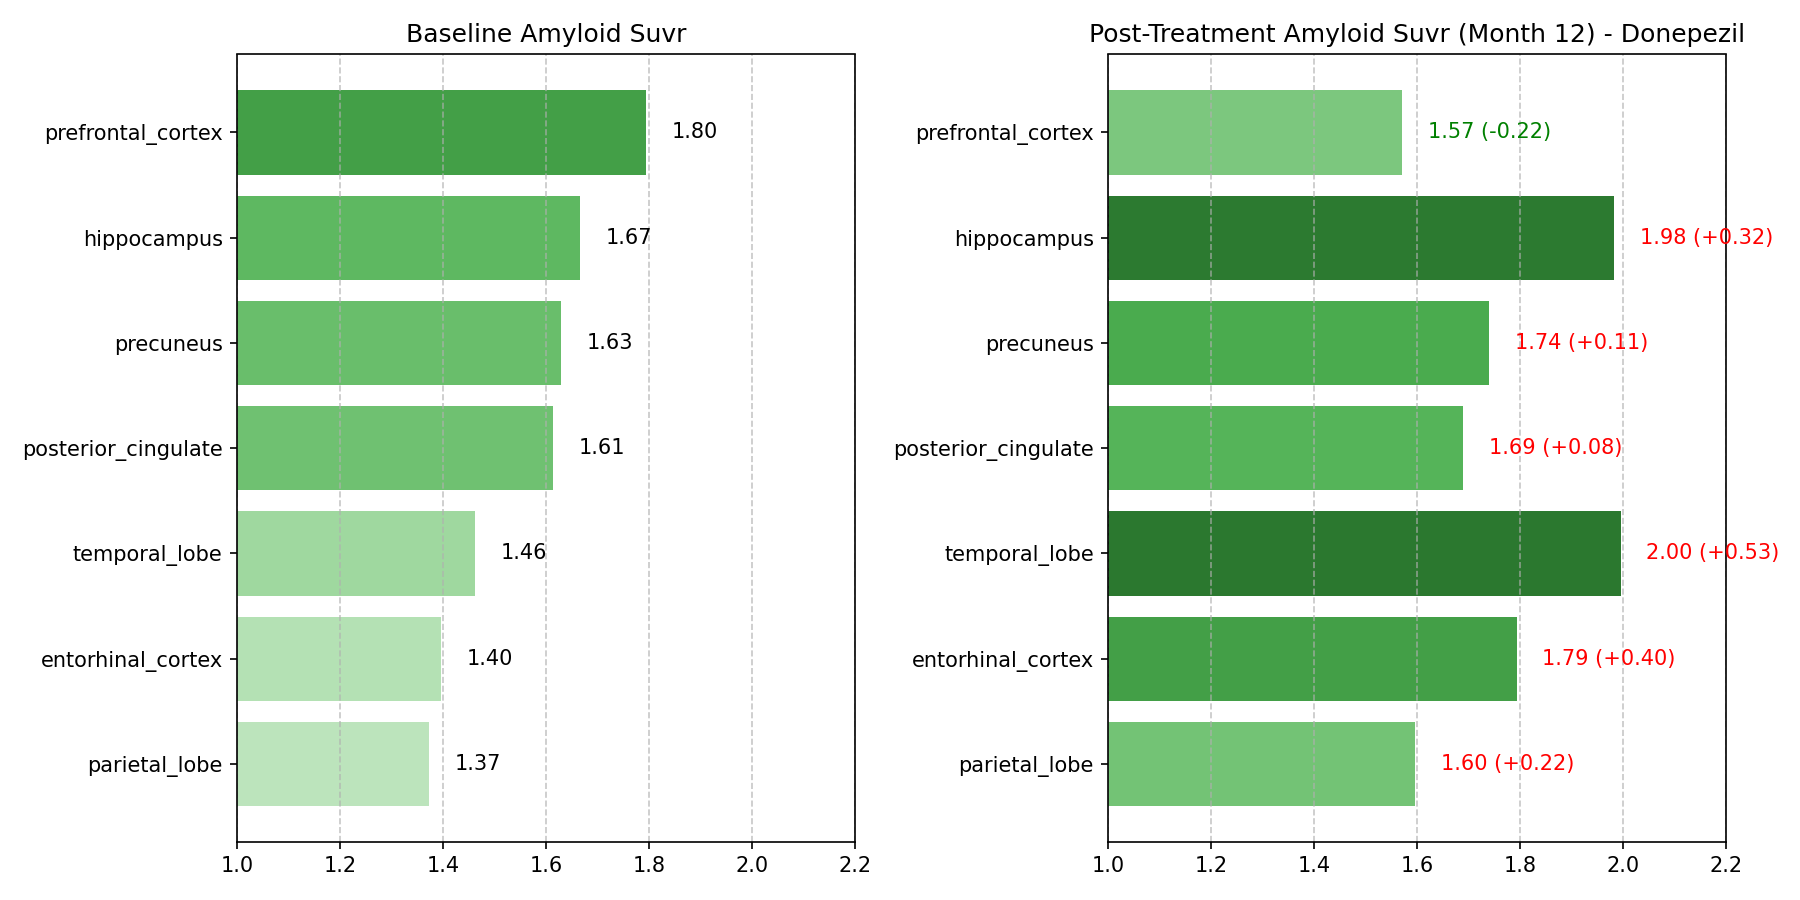 Baseline Amyloid Suvr
prefrontal_cortex
1.80
hippocampus
1.67
precuneus
1.63
posterior_cingulate
1.61
temporal_lobe
1.46
entorhinal_cortex
1.40
parietal_lobe
1.37
1.0 1.2 1.4 1.6 1.8 2.0 2.2
Post-Treatment Amyloid Suvr (Month 12) - Donepezil
prefrontal_cortex
1.57 (-0.22)
hippocampus
1.98 (+0.32)
precuneus
1.74 (+0.11)
posterior_cingulate
1.69 (+0.08)
temporal_lobe
2.00 (+0.53)
entorhinal_cortex
1.79 (+0.40)
parietal_lobe
1.60 (+0.22)
1.0 1.2 1.4 1.6 1.8 2.0 2.2